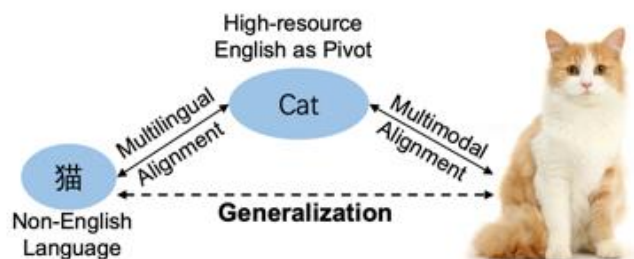 High-resource
English as Pivot
Cat
Multilingual
Alignment
Multimodal
Alignment
猫
Non-English
Language
Generalization